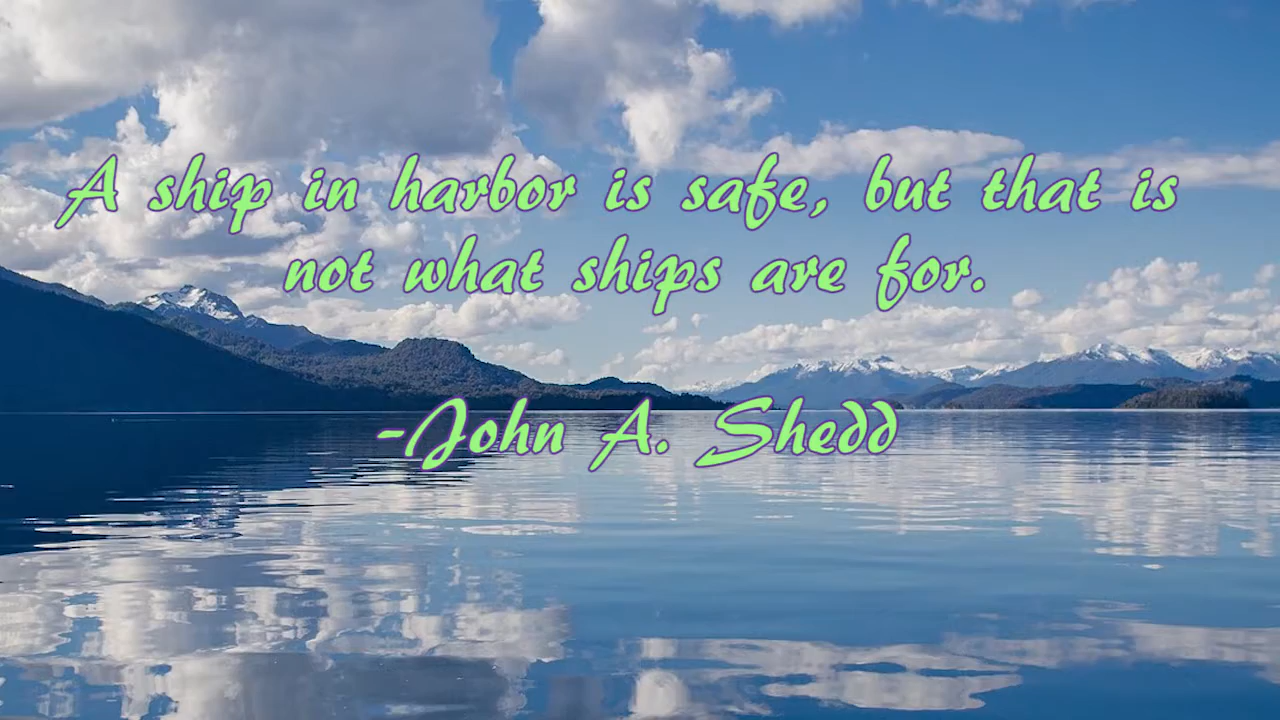 A ship in harbor is safe, but that is
not what ships are for.
-John A. Shedd